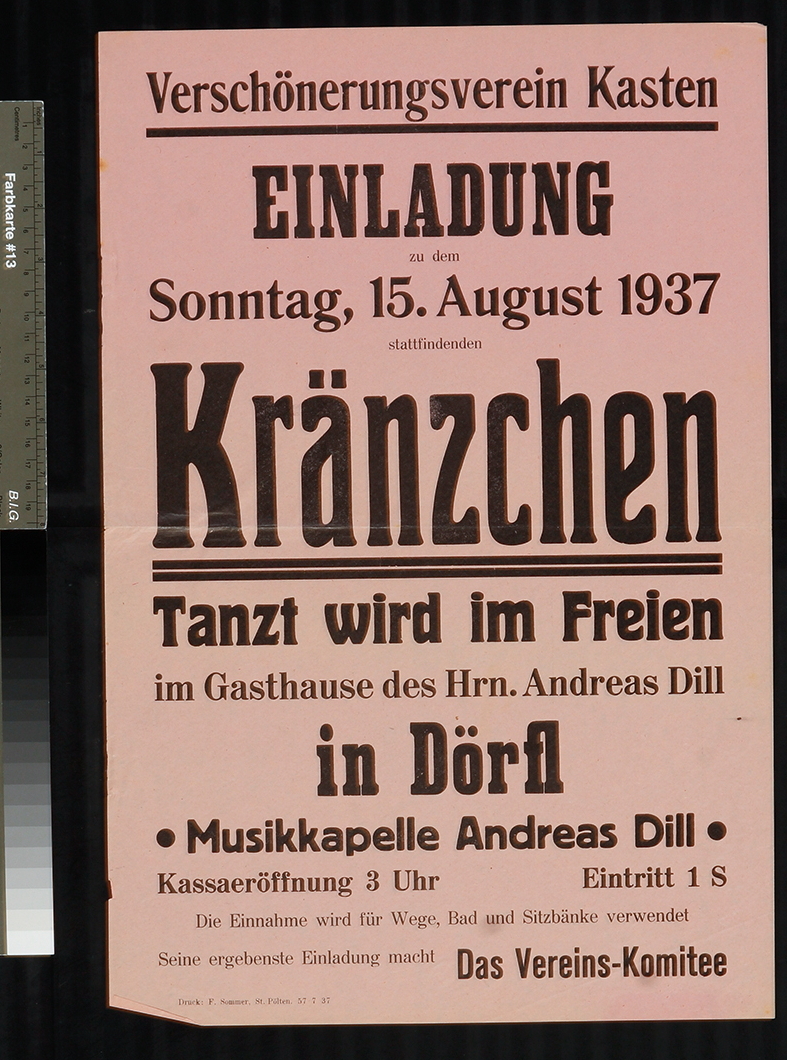 Verschönerungsverein Kasten
EINLADUNG
zu dem
Sonntag, 15. August 1937
stattfindenden
Kränzchen
Tanzt wird im Freien
im Gasthause des Hrn. Andreas Dill
in Dörfl
• Musikkapelle Andreas Dill •
Kassaeröffnung 3 Uhr Eintritt 1 S
Die Einnahme wird für Wege, Bad und Sitzbänke verwendet
Seine ergebenste Einladung macht Das Vereins-Komitee
Druck: F. Sommer, St. Pölten. 57 7 37
Farbkarte #13
B.I.G.
Centimetres
Inches